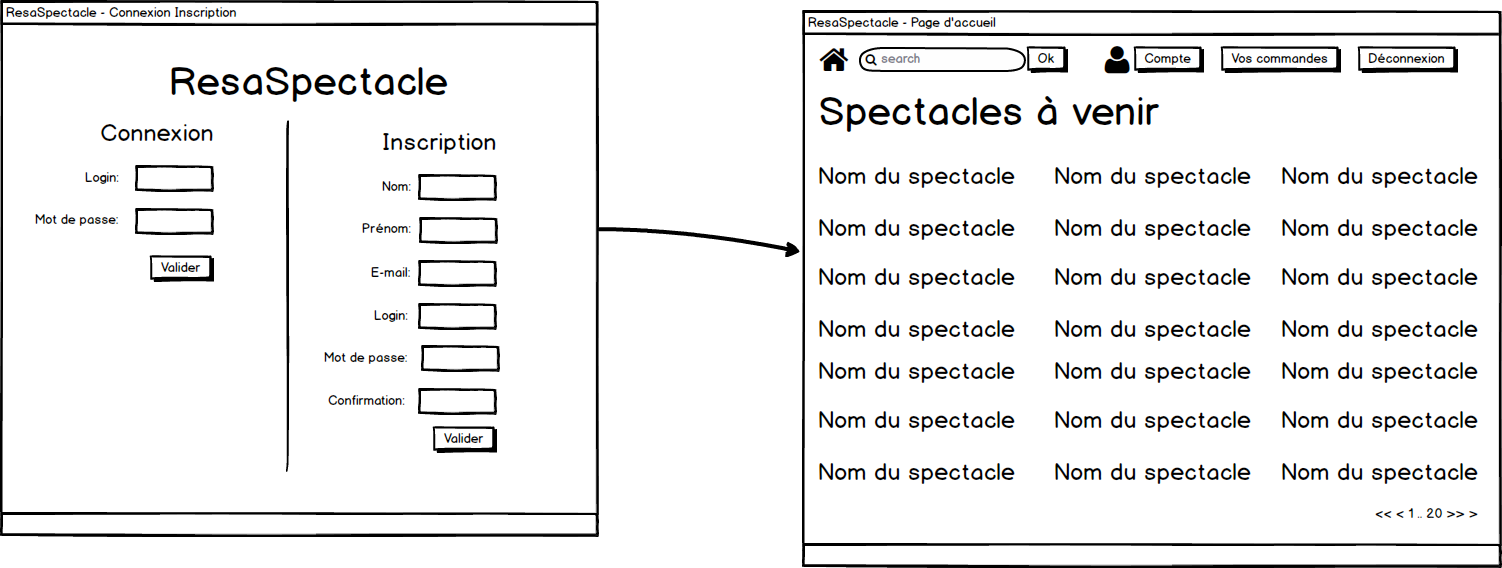 ResaSpectacle - Connexion Inscription
ResaSpectacle
Connexion
Login:
Mot de passe:
Valider
Inscription
Nom:
Prénom:
E-mail:
Login:
Mot de passe:
Confirmation:
Valider
ResaSpectacle - Page d'accueil
search Ok Compte Vos commandes Déconnexion
Spectacles à venir
Nom du spectacle Nom du spectacle Nom du spectacle
Nom du spectacle Nom du spectacle Nom du spectacle
Nom du spectacle Nom du spectacle Nom du spectacle
Nom du spectacle Nom du spectacle Nom du spectacle
Nom du spectacle Nom du spectacle Nom du spectacle
Nom du spectacle Nom du spectacle Nom du spectacle
Nom du spectacle Nom du spectacle Nom du spectacle
<< < 1 .. 20 >> >